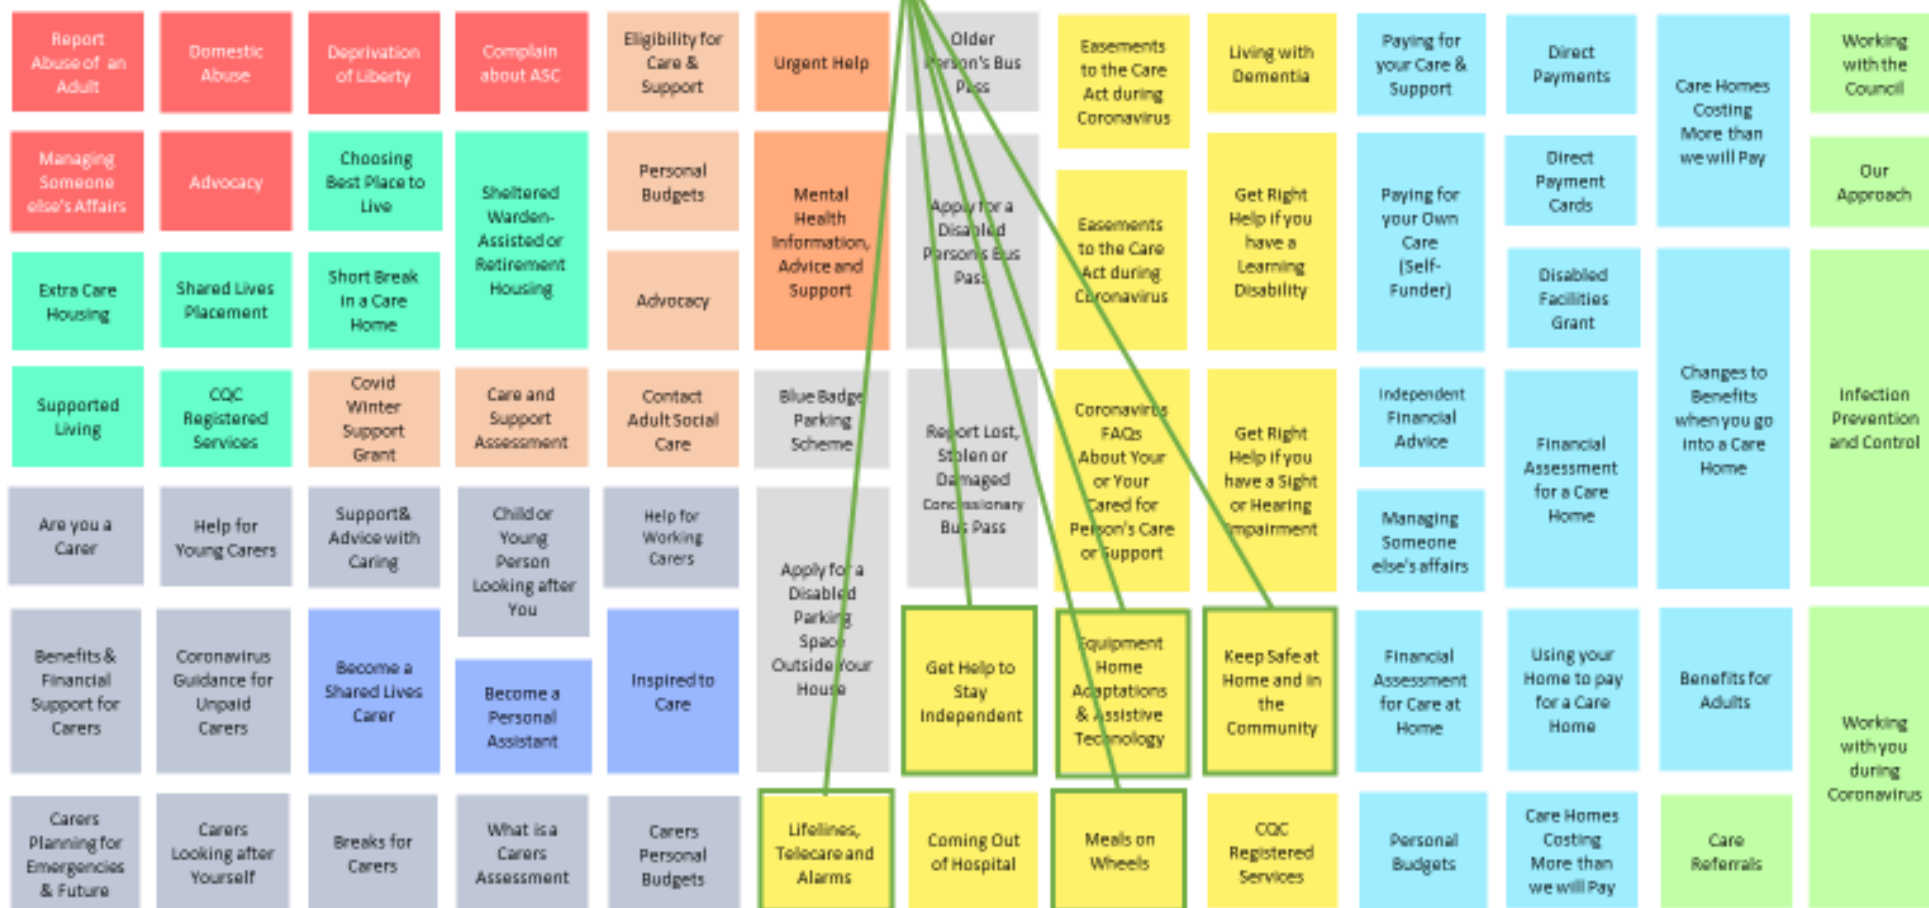 Report
Abuse of an
Adult
Domestic
Abuse
Deprivation
of Liberty
Complain
about ASC
Eligibility for
Care &
Support
Urgent Help
Older
Person's Bus
Pass
Easements
to the Care
Act during
Coronavirus
Living with
Dementia
Paying for
your Care &
Support
Direct
Payments
Care Homes
Costing
More than
we will Pay
Working
with the
Council
Managing
Someone
else's Affairs
Advocacy
Choosing
Best Place to
Live
Sheltered
Warden-
Assisted or
Retirement
Housing
Personal
Budgets
Mental
Health
Information,
Advice and
Support
Apply for a
Disabled
Person's Bus
Pass
Easements
to the Care
Act during
Coronavirus
Get Right
Help if you
have a
Learning
Disability
Paying for
your Own
Care
(Self-
Funder)
Direct
Payment
Cards
Our
Approach
Extra Care
Housing
Shared Lives
Placement
Short Break
in a Care
Home
Advocacy
Disabled
Facilities
Grant
Changes to
Benefits
when you go
into a Care
Home
Infection
Prevention
and Control
Supported
Living
CQC
Registered
Services
Covid
Winter
Support
Grant
Care and
Support
Assessment
Contact
Adult Social
Care
Blue Badge
Parking
Scheme
Report Lost,
Stolen or
Damaged
Concessionary
Bus Pass
Coronavirus
FAQs
About Your
or Your
Cared for
Person's Care
or Support
Get Right
Help if you
have a Sight
or Hearing
Impairment
Independent
Financial
Advice
Financial
Assessment
for a Care
Home
Are you a
Carer
Help for
Young Carers
Support &
Advice with
Caring
Child or
Young
Person
Looking after
You
Help for
Working
Carers
Apply for a
Disabled
Parking
Space
Outside Your
House
Managing
Someone
else's affairs
Benefits &
Financial
Support for
Carers
Coronavirus
Guidance for
Unpaid
Carers
Become a
Shared Lives
Carer
Become a
Personal
Assistant
Inspired to
Care
Get Help to
Stay
Independent
Equipment
Home
Adaptations
& Assistive
Technology
Keep Safe at
Home and in
the
Community
Financial
Assessment
for Care at
Home
Using your
Home to pay
for a Care
Home
Benefits for
Adults
Working
with you
during
Coronavirus
Carers
Planning for
Emergencies
& Future
Carers
Looking after
Yourself
Breaks for
Carers
What is a
Carers
Assessment
Carers
Personal
Budgets
Lifelines,
Telecare and
Alarms
Coming Out
of Hospital
Meals on
Wheels
CQC
Registered
Services
Personal
Budgets
Care Homes
Costing
More than
we will Pay
Care
Referrals